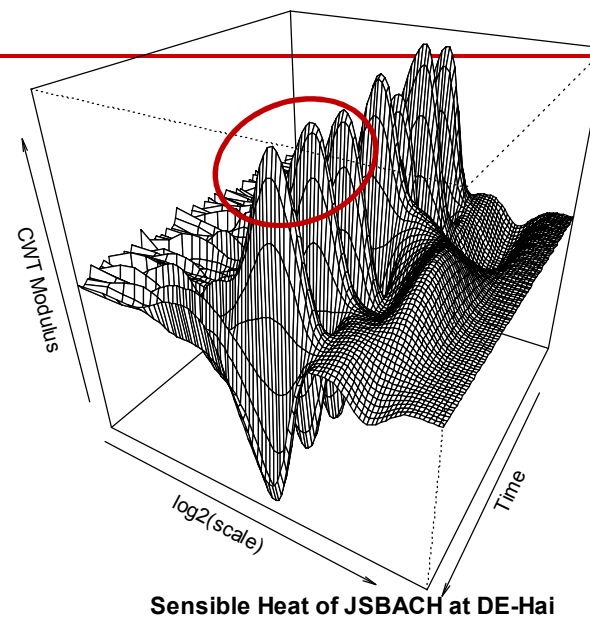 CWT Modulus
log2(scale)
Time
Sensible Heat of JSBACH at DE-Hai